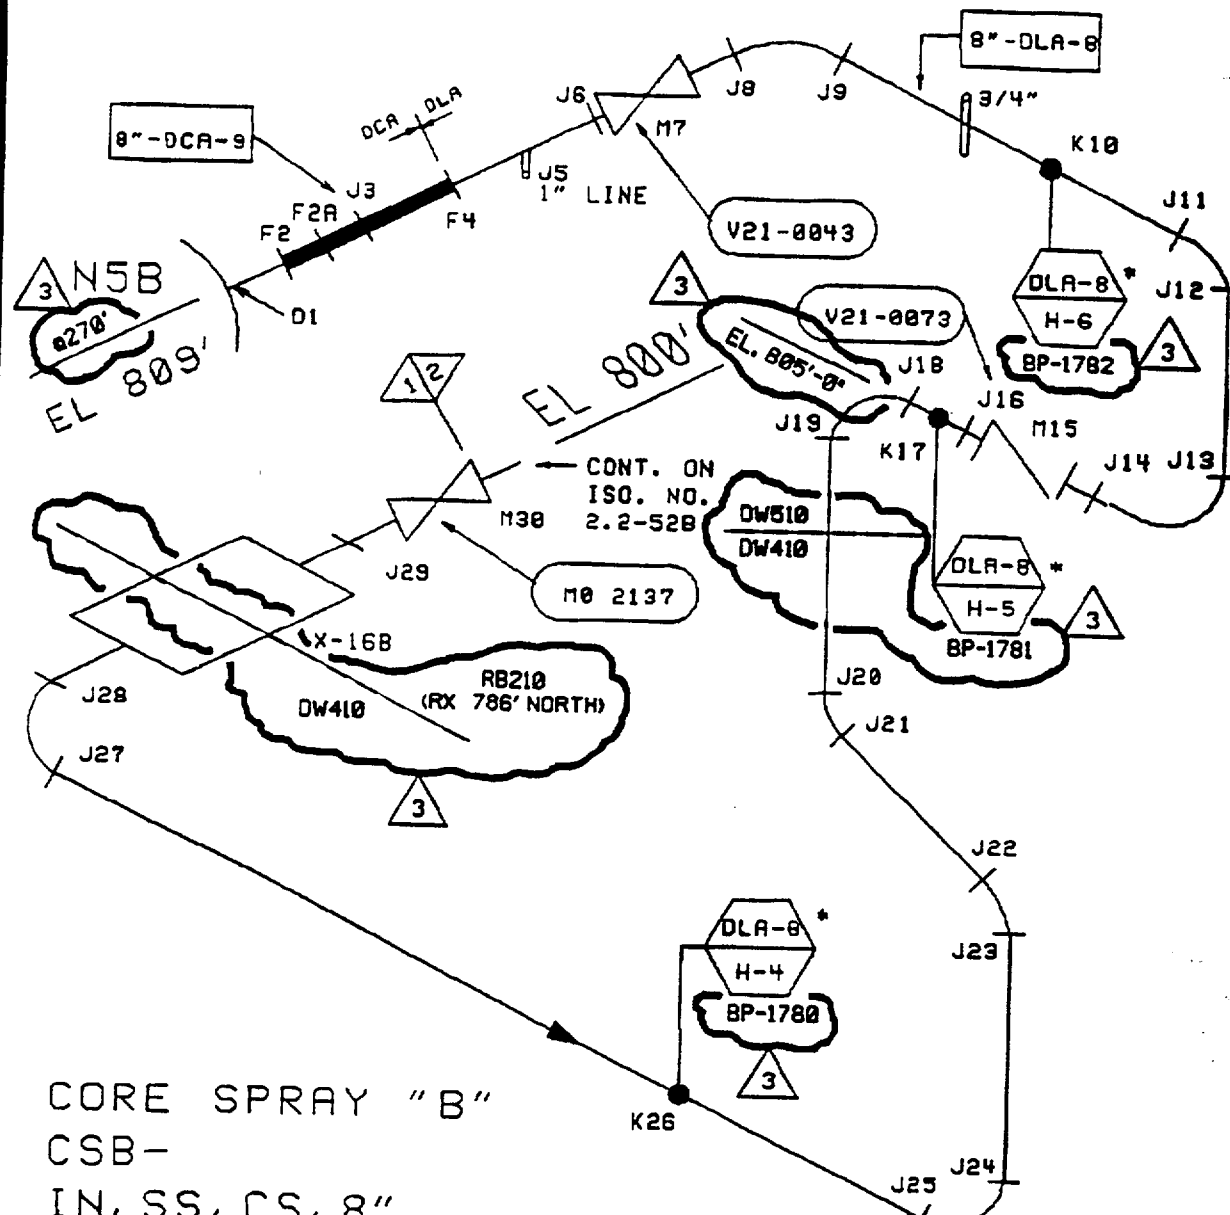 8"-DLA-8
3/4"
J8
J9
J6
M7
K10
DCA
DLA
8"-DCA-9
J3
J5
1" LINE
F2A
F4
F2
J11
V21-0043
3
N5B
D1
3
DLA-8 *
H-6
J12
@270'
V21-0073
BP-1782
3
EL 809'
EL 800'
EL. 805'-0"
J18
J16
M15
1
2
J19
K17
J14
J13
CONT. ON
ISO. NO.
2.2-52B
M30
J29
DW510
DW410
DLA-8 *
H-5
MO 2137
3
BP-1781
X-16B
RB210
(RX 786' NORTH)
DW410
J28
J20
J21
J27
3
J22
DLA-8 *
H-4
J23
BP-1780
3
K26
CORE SPRAY "B"
CSB-
IN, SS, CS, 8"
J24
J25